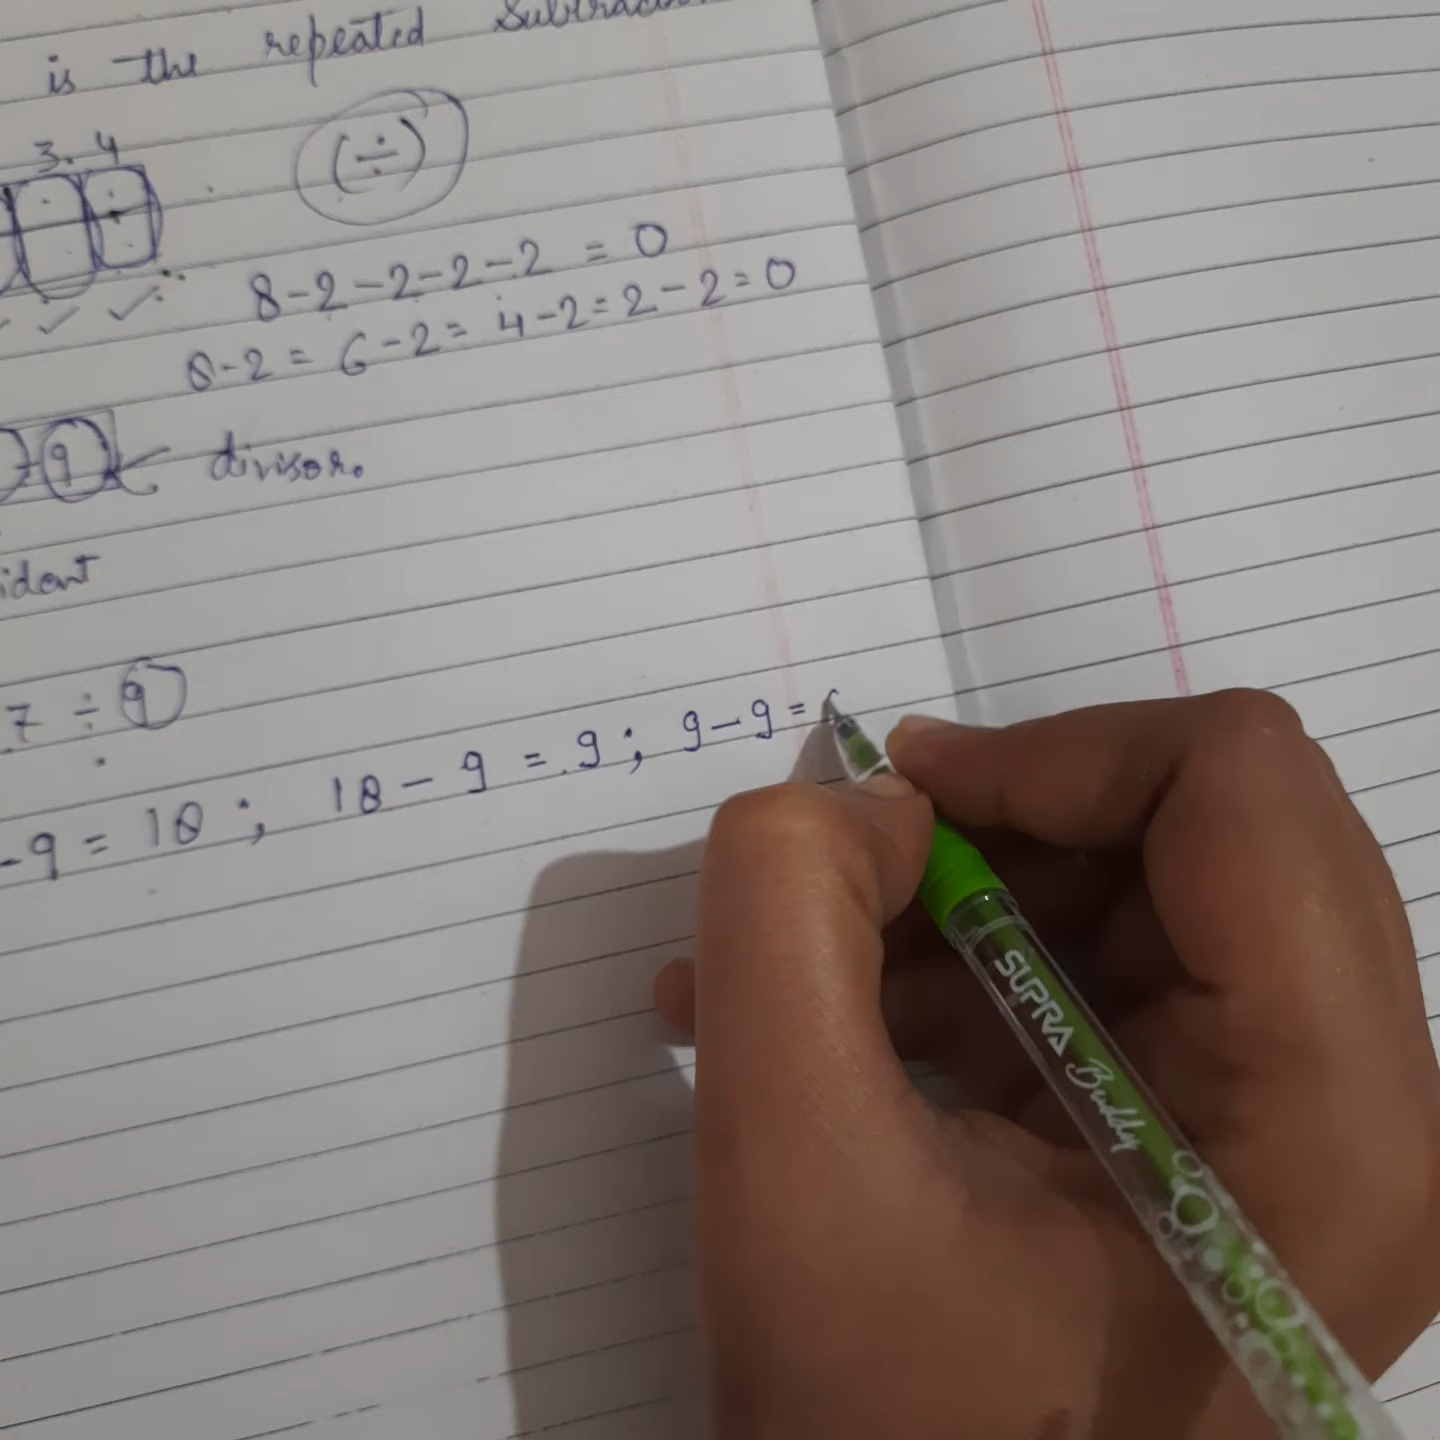 is the repeated
3. 4
(÷)
8-2-2-2-2 = 0
8-2 = 6-2= 4-2=2-2=0
9 divisor.
7 ÷ 9
-9 = 18 ; 18 - 9 = 9 ; 9-9=
SUPRA Buddy